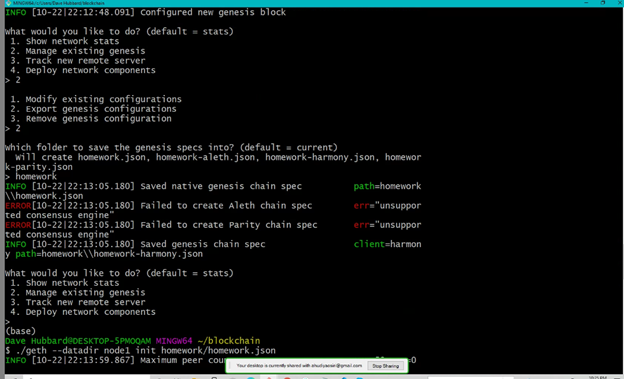 MINGW64:/c/Users/Dave Hubbard/blockchain
INFO [10-22|22:12:48.091] Configured new genesis block
What would you like to do? (default = stats)
1. Show network stats
2. Manage existing genesis
3. Track new remote server
4. Deploy network components
> 2
1. Modify existing configurations
2. Export genesis configurations
3. Remove genesis configuration
> 2
Which folder to save the genesis specs into? (default = current)
Will create homework.json, homework-aleth.json, homework-harmony.json, homewor
k-parity.json
> homework
INFO [10-22|22:13:05.180] Saved native genesis chain spec path=homework
\\homework.json
ERROR[10-22|22:13:05.180] Failed to create Aleth chain spec err="unsuppor
ted consensus engine"
ERROR[10-22|22:13:05.180] Failed to create Parity chain spec err="unsuppor
ted consensus engine"
INFO [10-22|22:13:05.180] Saved genesis chain spec client=harmon
y path=homework\\homework-harmony.json
What would you like to do? (default = stats)
1. Show network stats
2. Manage existing genesis
3. Track new remote server
4. Deploy network components
>
(base)
Dave Hubbard@DESKTOP-5PMOQAM MINGW64 ~/blockchain
$ ./geth --datadir node1 init homework/homework.json
INFO [10-22|22:13:59.867] Maximum peer cou =0
Your desktop is currently shared with
Stop Sharing